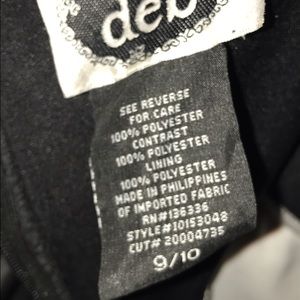 deb
SEE REVERSE
FOR CARE
100% POLYESTER
CONTRAST
100% POLYESTER
LINING
100% POLYESTER
MADE IN PHILIPPINES
OF IMPORTED FABRIC
RN#136336
STYLE#10153048
CUT# 20004735
9/10